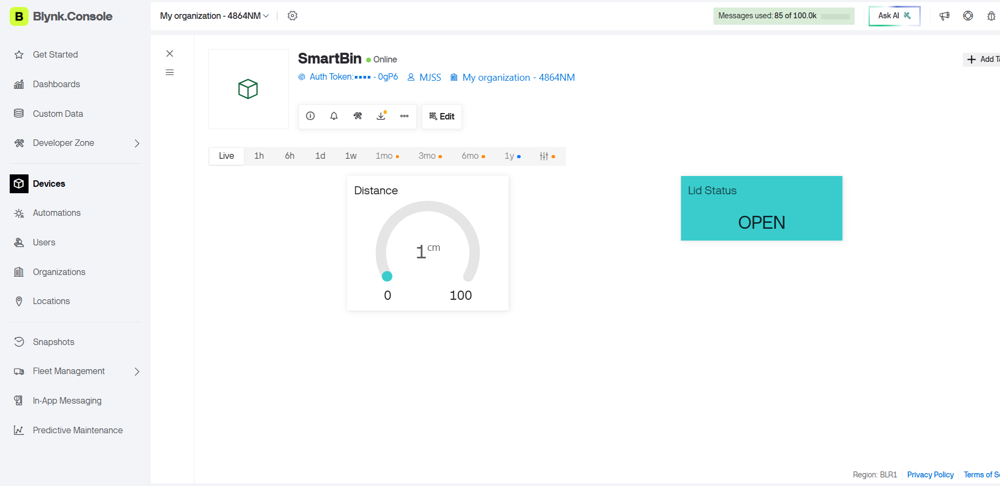 B Blynk.Console
My organization - 4864NM
Messages used: 85 of 100.0k
Ask AI
Get Started
Dashboards
Custom Data
Developer Zone
Devices
Automations
Users
Organizations
Locations
Snapshots
Fleet Management
In-App Messaging
Predictive Maintenance
SmartBin Online
Auth Token:▪▪▪▪ - 0gP6 MJSS My organization - 4864NM
Add Ta
Edit
Live 1h 6h 1d 1w 1mo 3mo 6mo 1y
Distance
1 cm
0 100
Lid Status
OPEN
Region: BLR1 Privacy Policy Terms of Se